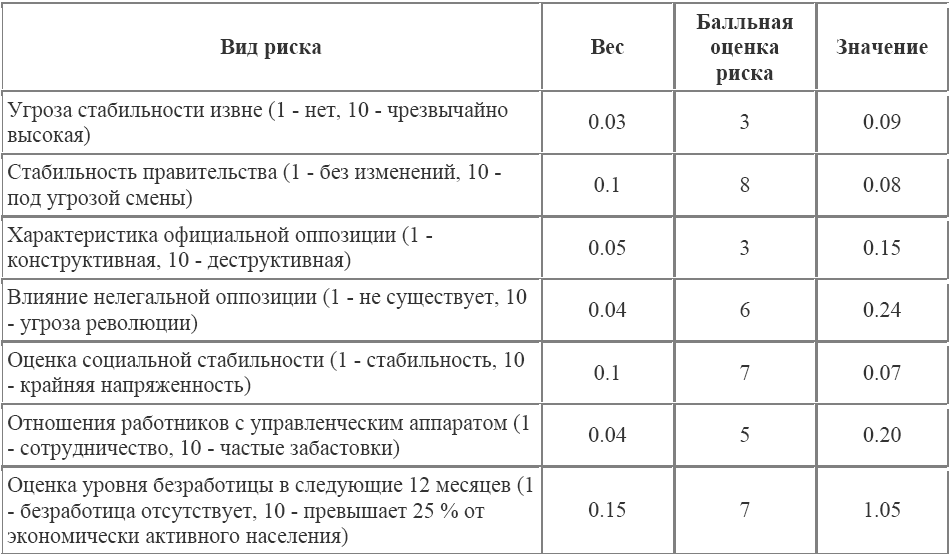 Вид риска
Вес
Балльная
оценка
риска
Значение
Угроза стабильности извне (1 - нет, 10 - чрезвычайно
высокая)
0.03
3
0.09
Стабильность правительства (1 - без изменений, 10 -
под угрозой смены)
0.1
8
0.08
Характеристика официальной оппозиции (1 -
конструктивная, 10 - деструктивная)
0.05
3
0.15
Влияние нелегальной оппозиции (1 - не существует, 10
- угроза революции)
0.04
6
0.24
Оценка социальной стабильности (1 - стабильность, 10
- крайняя напряженность)
0.1
7
0.07
Отношения работников с управленческим аппаратом (1
- сотрудничество, 10 - частые забастовки)
0.04
5
0.20
Оценка уровня безработицы в следующие 12 месяцев (1
- безработица отсутствует, 10 - превышает 25 % от
экономически активного населения)
0.15
7
1.05